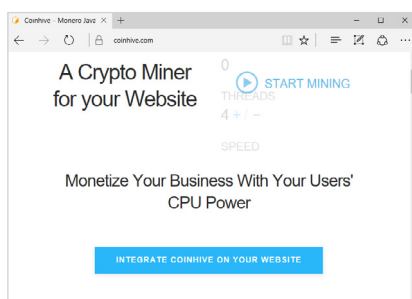 Coinhive – Monero Java
coinhive.com
A Crypto Miner
for your Website
0
START MINING
THREADS
4 + / −
SPEED
Monetize Your Business With Your Users'
CPU Power
INTEGRATE COINHIVE ON YOUR WEBSITE